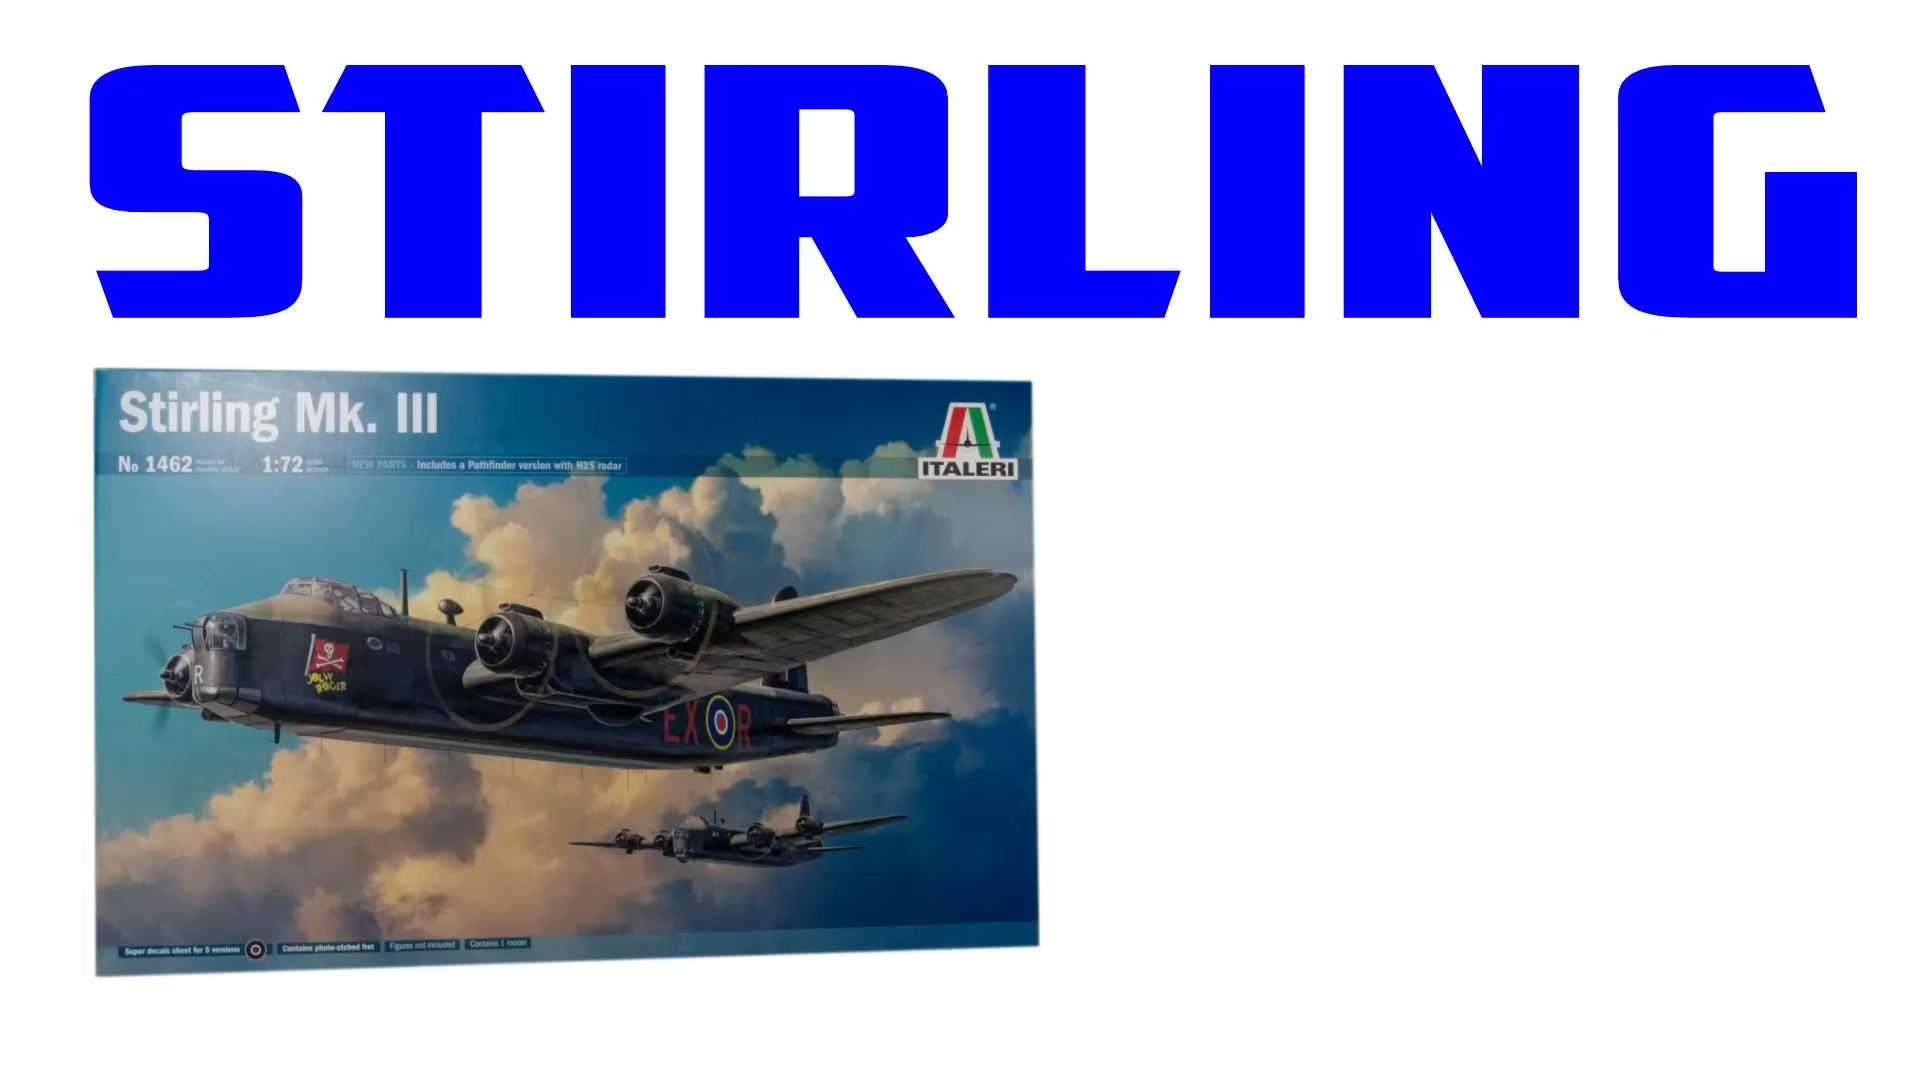 STIRLING
Stirling Mk. III
No 1462 1:72 NEW PARTS - Includes a Pathfinder version with H2S radar
ITALERI
R
JOLLY
ROGER
EX R
Super decals sheet for 5 versions Contains photo-etched fret Figures not included Contains 1 model